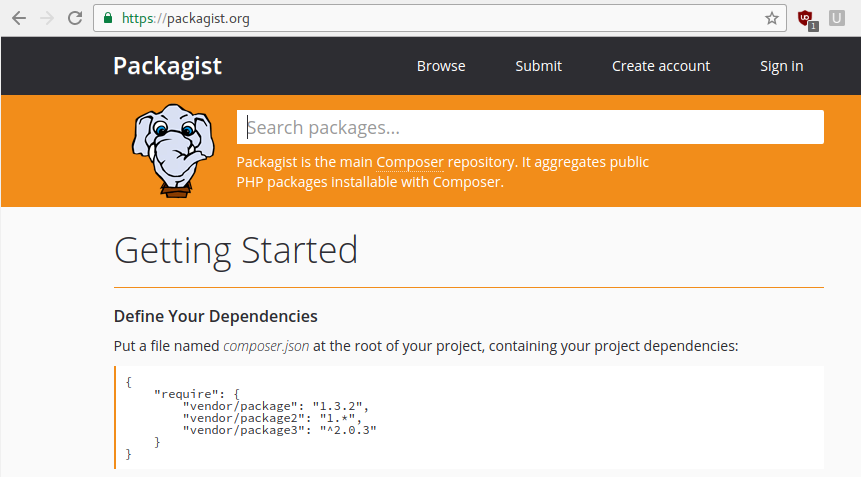 https://packagist.org
UD
1
U
Packagist
Browse
Submit
Create account
Sign in
Search packages...
Packagist is the main Composer repository. It aggregates public
PHP packages installable with Composer.
Getting Started
Define Your Dependencies
Put a file named composer.json at the root of your project, containing your project dependencies:
{
    "require": {
        "vendor/package": "1.3.2",
        "vendor/package2": "1.*",
        "vendor/package3": "^2.0.3"
    }
}